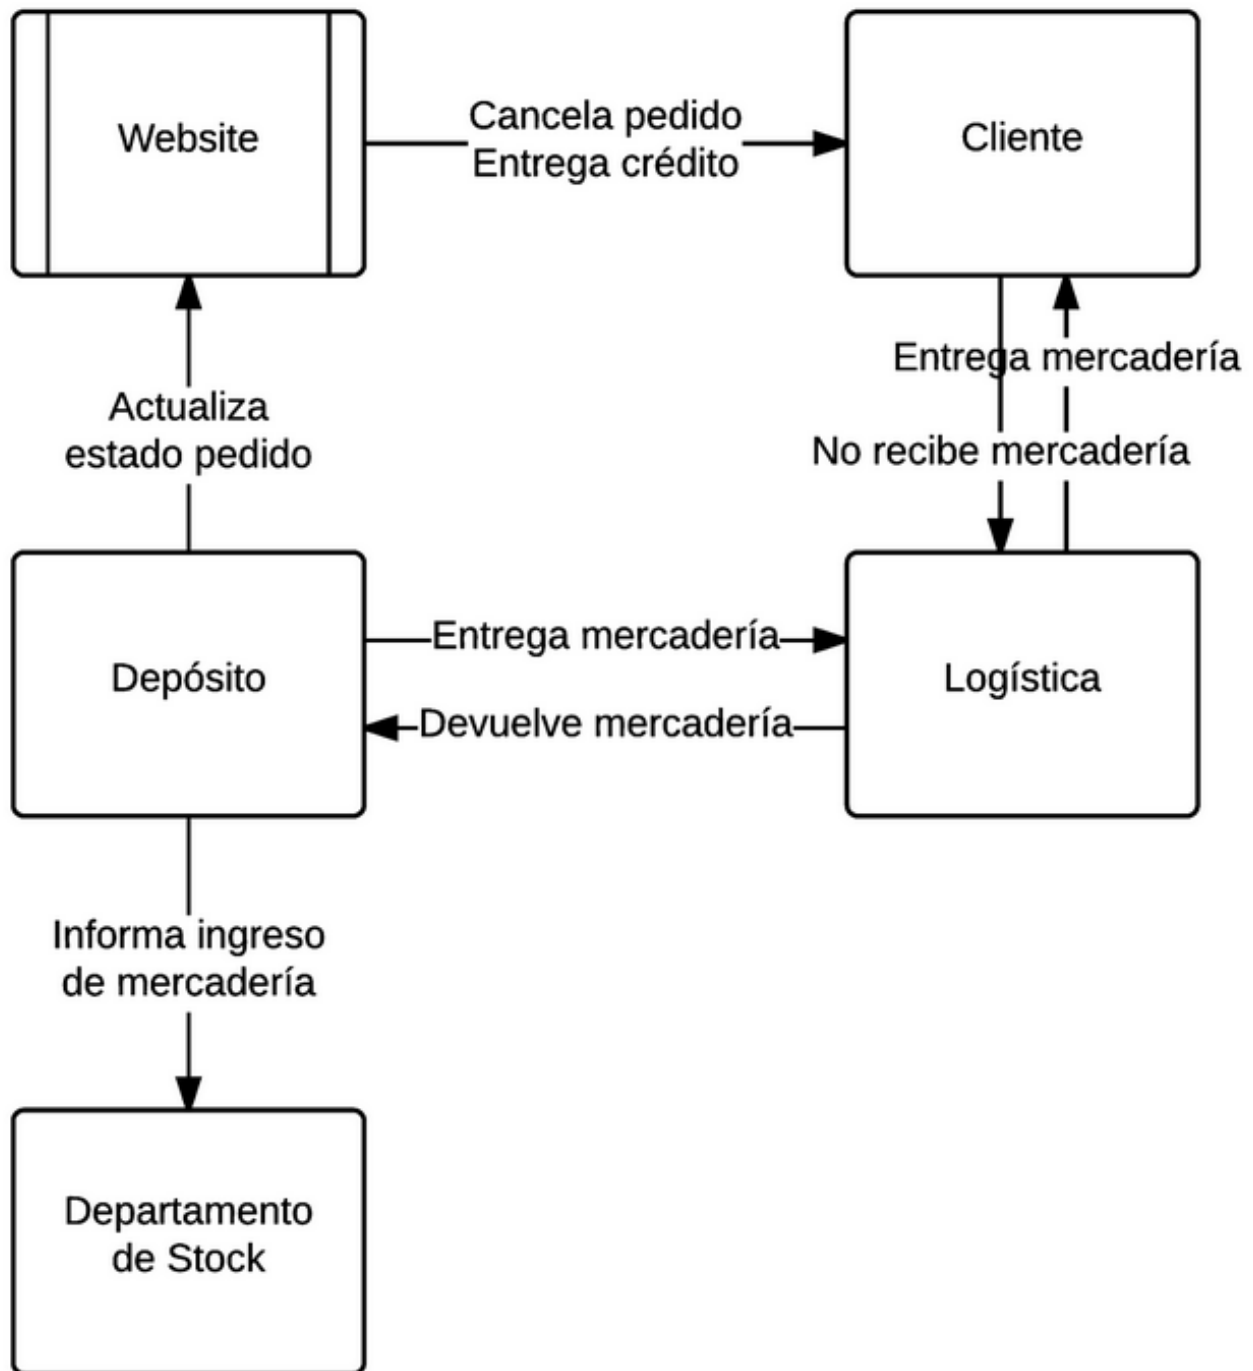 Website
Cancela pedido
Entrega crédito
Cliente
Entrega mercadería
Actualiza
estado pedido
No recibe mercadería
Entrega mercadería
Depósito
Logística
Devuelve mercadería
Informa ingreso
de mercadería
Departamento
de Stock